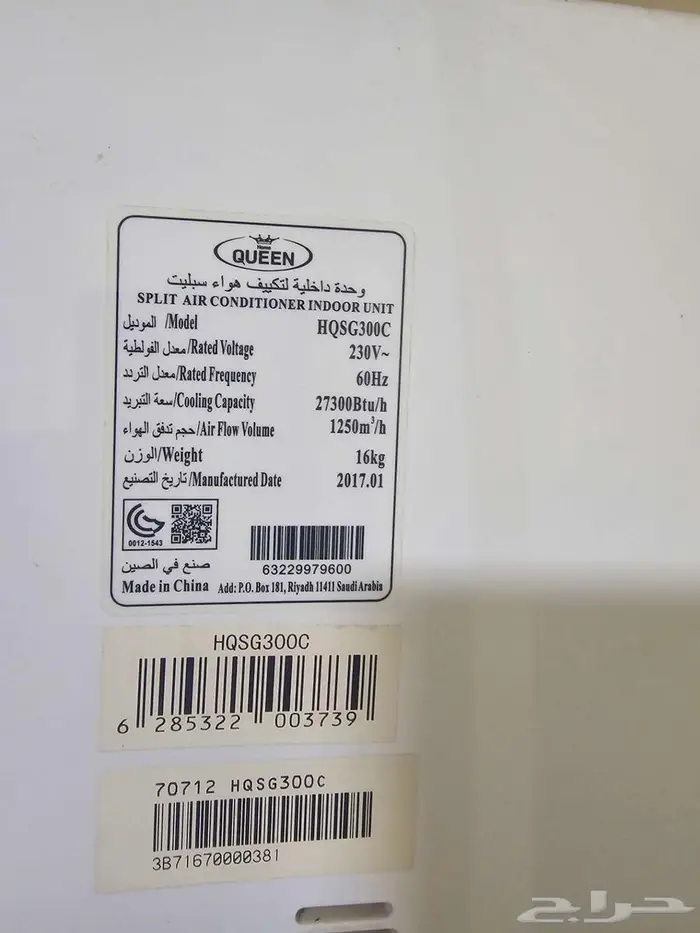 Home
QUEEN
وحدة داخلية لتكييف هواء سبليت
SPLIT AIR CONDITIONER INDOOR UNIT
الموديل /Model HQSG300C
معدل الفولطية/Rated Voltage 230V~
معدل التردد/Rated Frequency 60Hz
سعة التبريد/Cooling Capacity 27300Btu/h
حجم تدفق الهواء/Air Flow Volume 1250m³/h
الوزن/Weight 16kg
تاريخ التصنيع/Manufactured Date 2017.01
0012-1543
63229979600
صنع في الصين
Made in China Add: P.O. Box 181, Riyadh 11411 Saudi Arabia
HQSG300C
6 285322 003739
70712 HQSG300C
3B71670000381
حراج